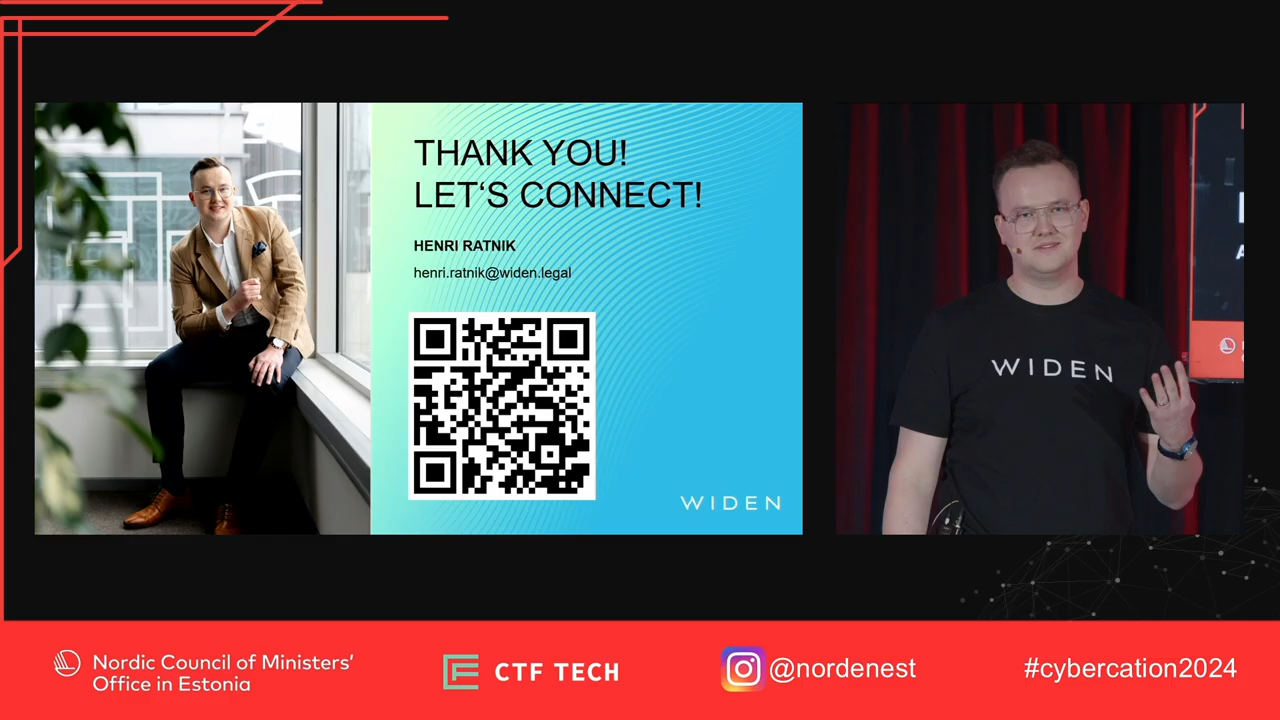 THANK YOU!
LET‘S CONNECT!
HENRI RATNIK
henri.ratnik@widen.legal
WIDEN
WIDEN
Nordic Council of Ministers’
Office in Estonia
CTF TECH
@nordenest
#cybercation2024